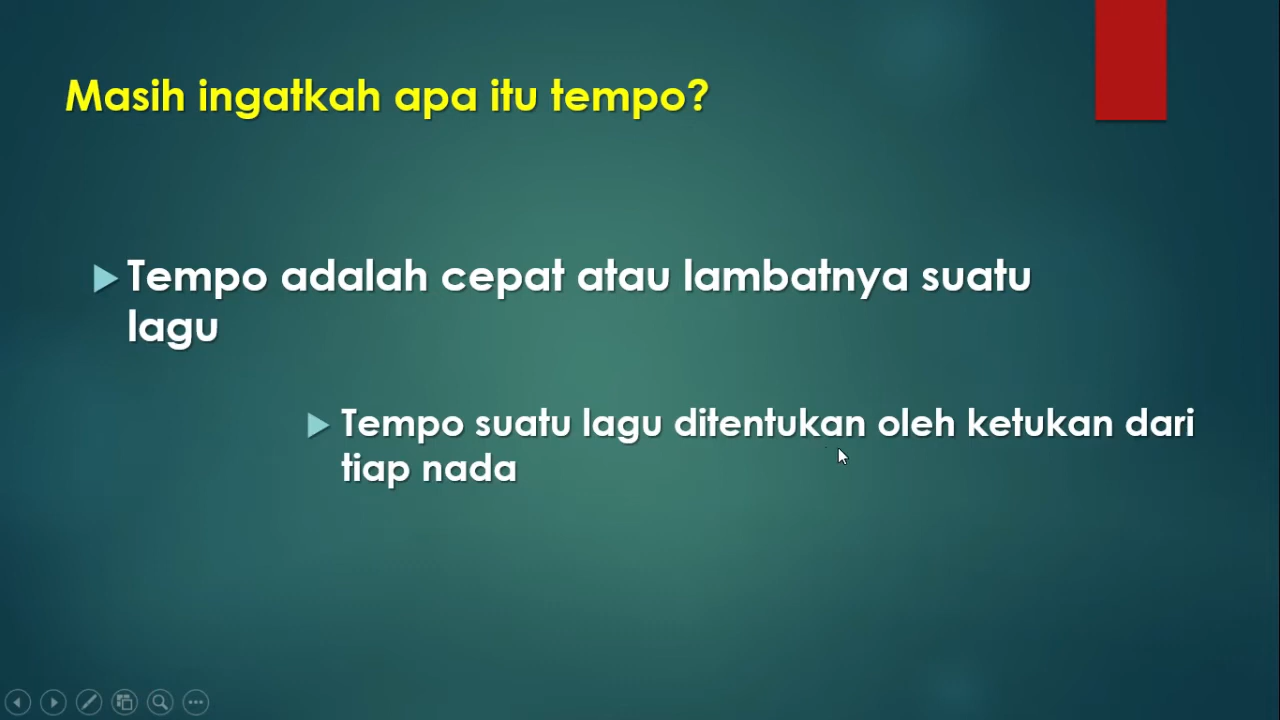 Masih ingatkah apa itu tempo?
Tempo adalah cepat atau lambatnya suatu
lagu
Tempo suatu lagu ditentukan oleh ketukan dari
tiap nada